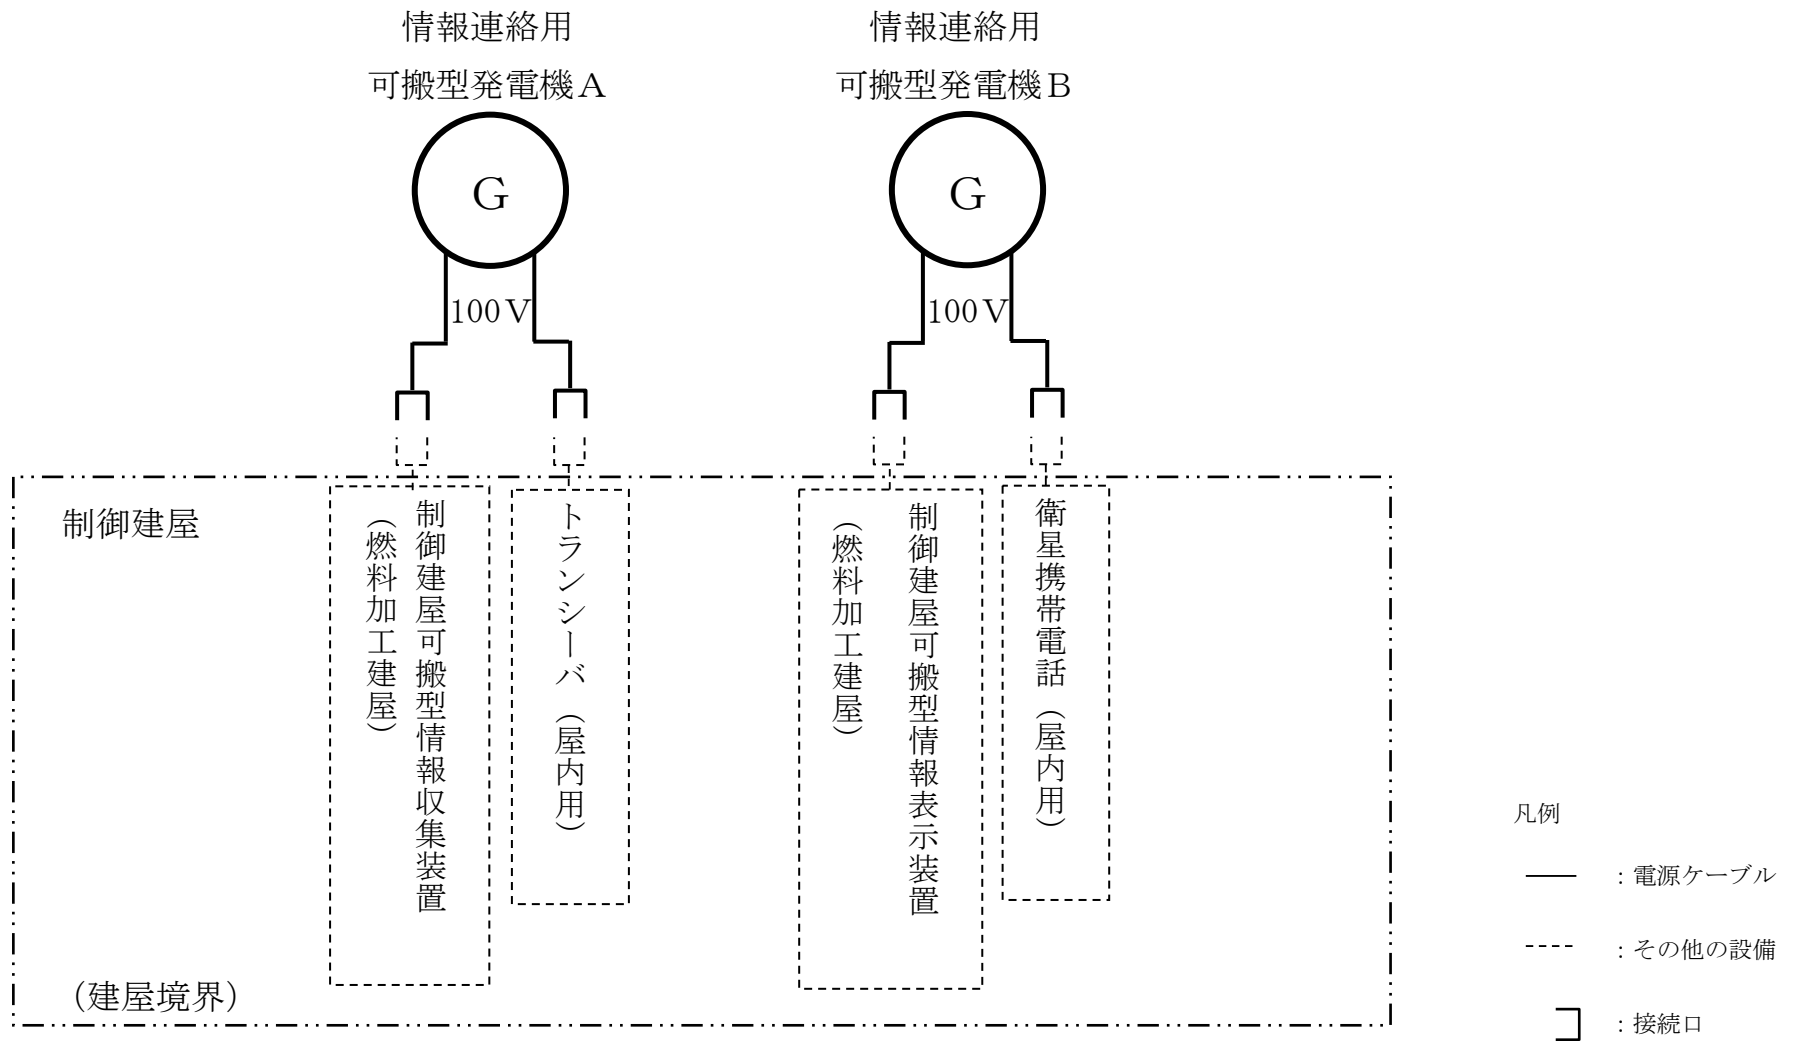 情報連絡用
可搬型発電機A
G
100V
情報連絡用
可搬型発電機B
G
100V
制御建屋
制御建屋可搬型情報収集装置
（燃料加工建屋）
トランシーバ（屋内用）
制御建屋可搬型情報表示装置
（燃料加工建屋）
衛星携帯電話（屋内用）
（建屋境界）
凡例
：電源ケーブル
：その他の設備
：接続口